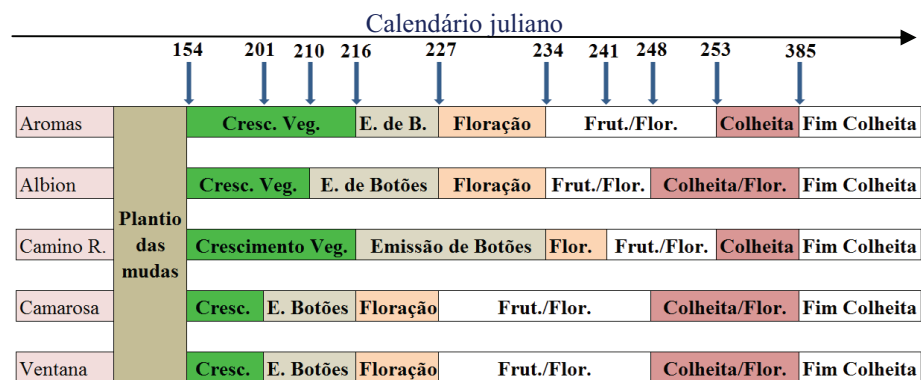 Calendário juliano
154 201 210 216 227 234 241 248 253 385
Aromas Cresc. Veg. E. de B. Floração Frut./Flor. Colheita Fim Colheita
Albion Cresc. Veg. E. de Botões Floração Frut./Flor. Colheita/Flor. Fim Colheita
Plantio
das
mudas
Camino R. Crescimento Veg. Emissão de Botões Flor. Frut./Flor. Colheita Fim Colheita
Camarosa Cresc. E. Botões Floração Frut./Flor. Colheita/Flor. Fim Colheita
Ventana Cresc. E. Botões Floração Frut./Flor. Colheita/Flor. Fim Colheita